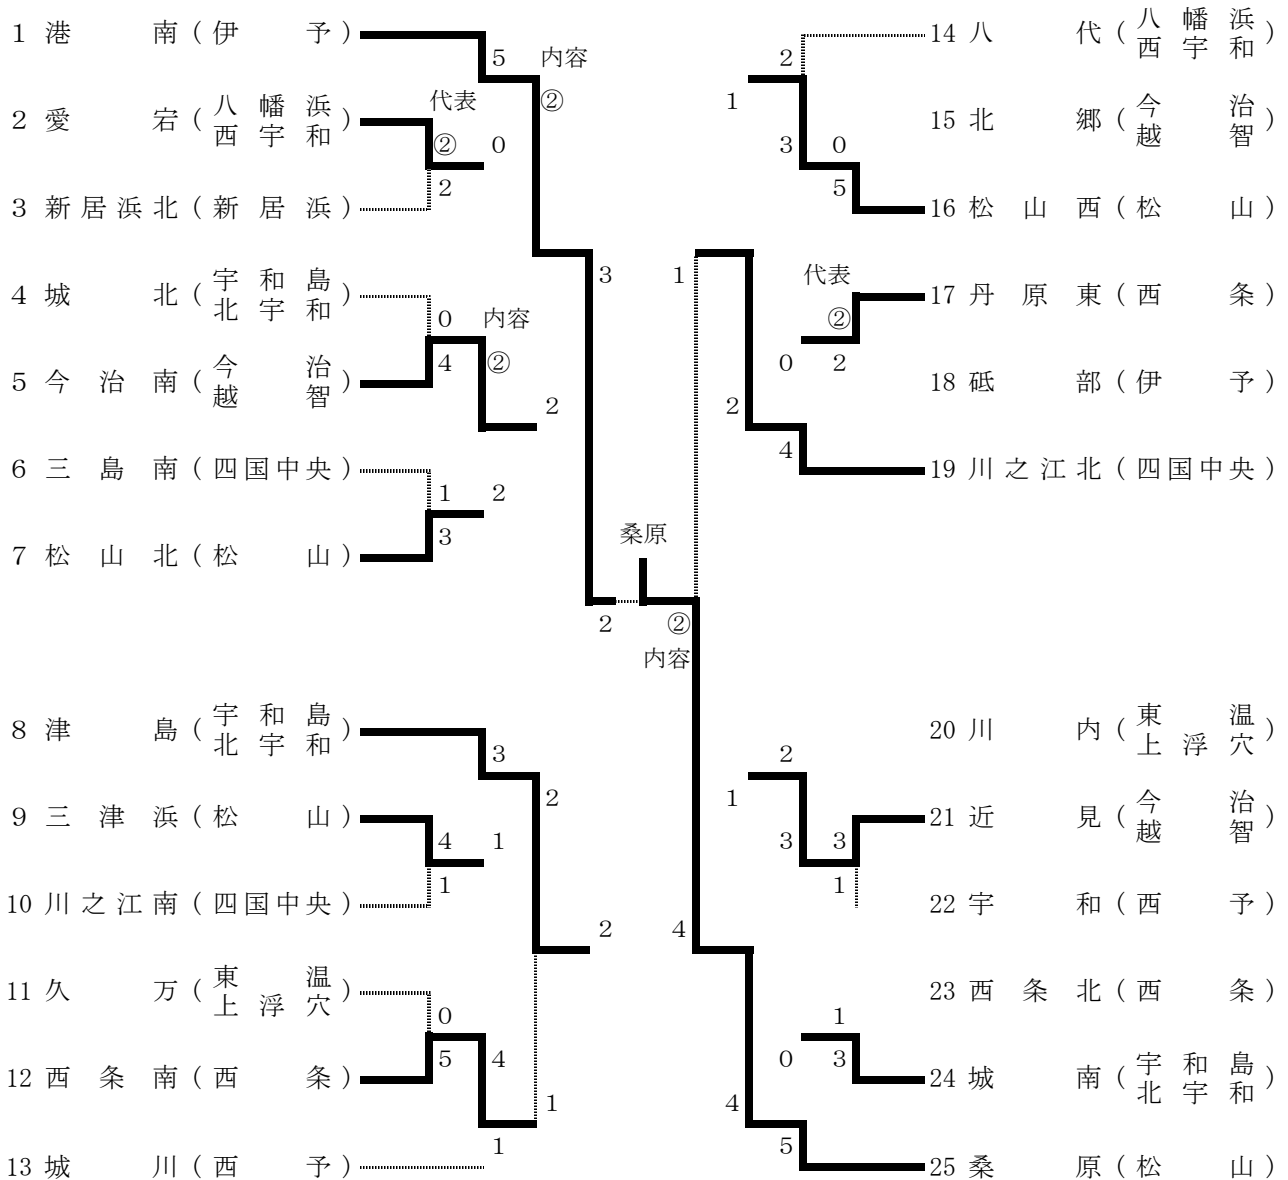 1 港南(伊予)
2 愛宕(八幡浜西宇和)
3 新居浜北(新居浜)
4 城北(宇和島北宇和)
5 今治南(今治越智)
6 三島南(四国中央)
7 松山北(松山)
8 津島(宇和島北宇和)
9 三津浜(松山)
10 川之江南(四国中央)
11 久万(東温上浮穴)
12 西条南(西条)
13 城川(西予)
5 内容
②
代表
② 0
2
3
0 内容
4 ②
2
1 2
3
桑原
2 ②
内容
3
2
4 1
1
2
0
5 4
1
1
2
1
3 0
5
1
代表
②
0 2
2
4
2
1
3 3
1
4
1
0 3
4
5
14 八代(八幡浜西宇和)
15 北郷(今治越智)
16 松山西(松山)
17 丹原東(西条)
18 砥部(伊予)
19 川之江北(四国中央)
20 川内(東温上浮穴)
21 近見(今治越智)
22 宇和(西予)
23 西条北(西条)
24 城南(宇和島北宇和)
25 桑原(松山)